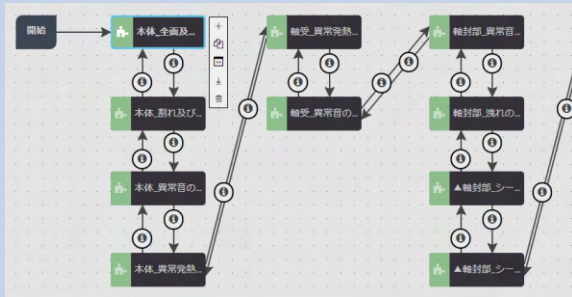 開始
本体_全面及...
本体_割れ及び...
本体_異常音の...
本体_異常発熱...
軸受_異常発熱...
軸受_異常音の...
軸封部_異常音...
軸封部_洩れの...
▲軸封部_シー...
▲軸封部_シー...